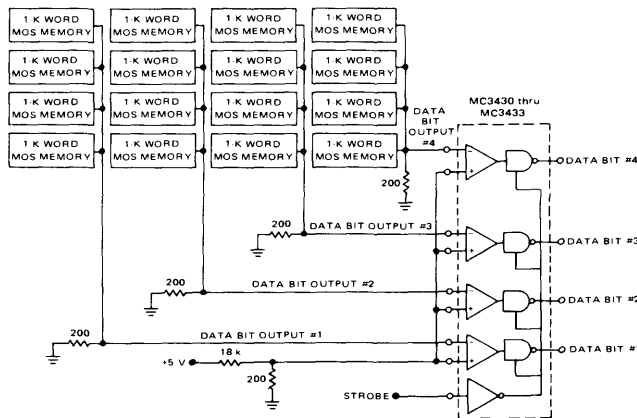 1-K WORD MOS MEMORY 1-K WORD MOS MEMORY 1-K WORD MOS MEMORY 1-K WORD MOS MEMORY
1-K WORD MOS MEMORY 1-K WORD MOS MEMORY 1-K WORD MOS MEMORY 1-K WORD MOS MEMORY
1-K WORD MOS MEMORY 1-K WORD MOS MEMORY 1-K WORD MOS MEMORY 1-K WORD MOS MEMORY
1-K WORD MOS MEMORY 1-K WORD MOS MEMORY 1-K WORD MOS MEMORY 1-K WORD MOS MEMORY
MC3430 thru
MC3433
DATA
BIT
OUTPUT
#4
DATA BIT #4
200
200
DATA BIT OUTPUT #3
DATA BIT #3
200
DATA BIT OUTPUT #2
DATA BIT #2
200
DATA BIT OUTPUT #1
+5 V
18 k
200
DATA BIT #
STROBE